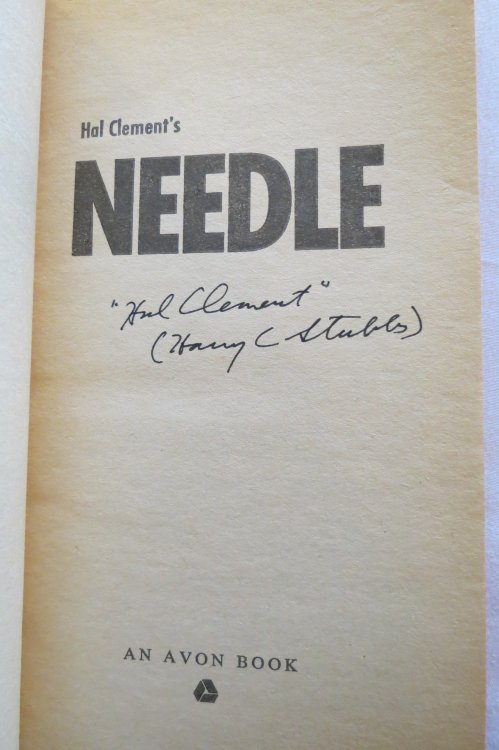 Hal Clement's
NEEDLE
"Hal Clement"
(Harry C Stubbs)
AN AVON BOOK